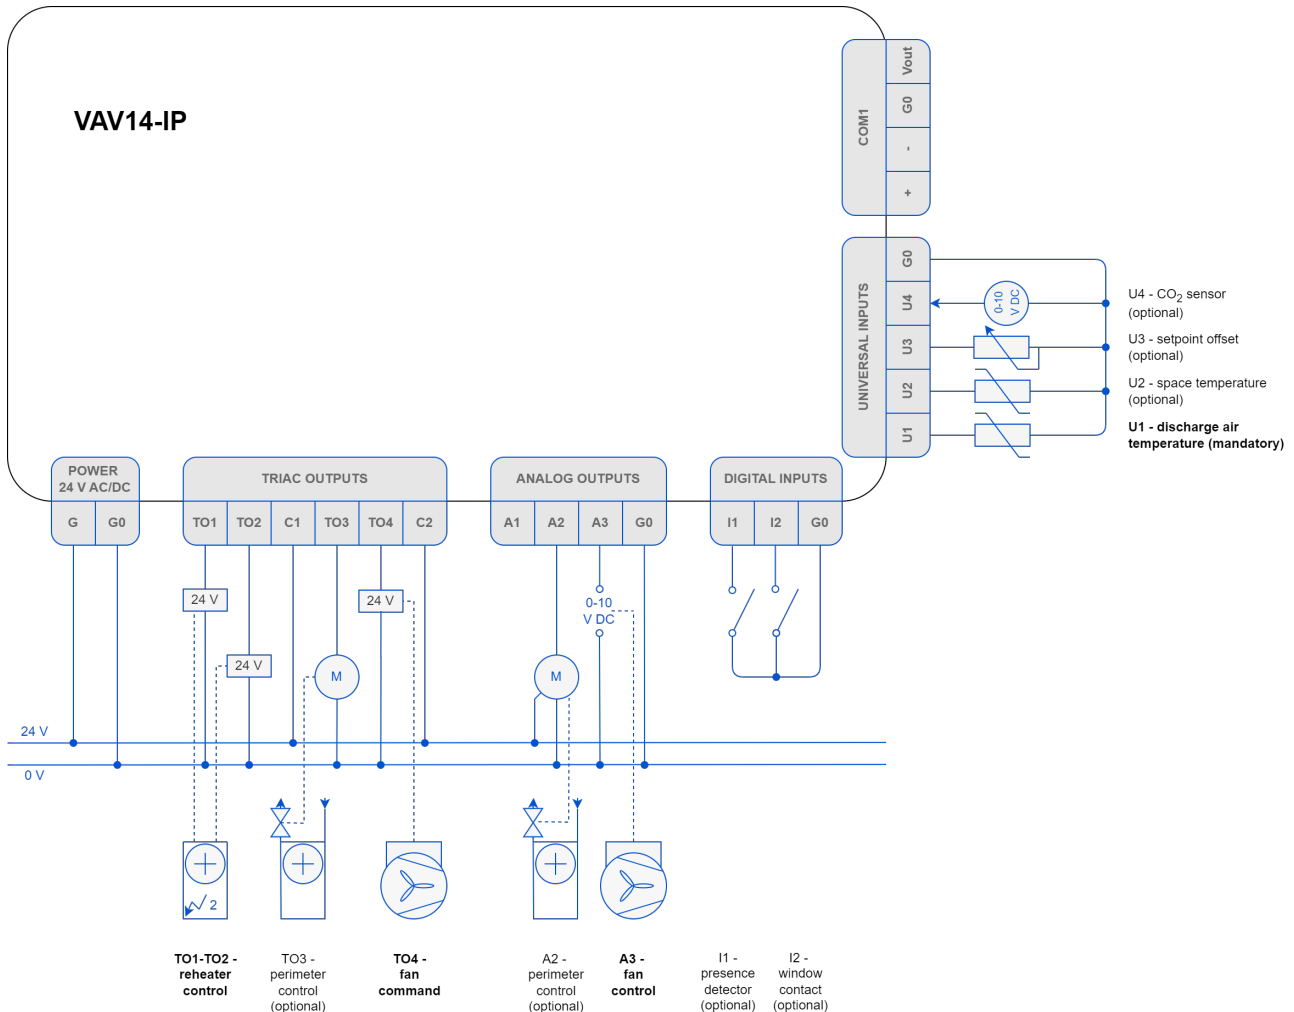 VAV14-IP
COM1
Vout
G0
-
+
UNIVERSAL INPUTS
G0
U4
U3
U2
U1
0-10
V DC
U4 - CO2 sensor
(optional)
U3 - setpoint offset
(optional)
U2 - space temperature
(optional)
U1 - discharge air
temperature (mandatory)
POWER
24 V AC/DC
G
G0
TRIAC OUTPUTS
TO1
TO2
C1
TO3
TO4
C2
ANALOG OUTPUTS
A1
A2
A3
G0
DIGITAL INPUTS
I1
I2
G0
24 V
24 V
M
24 V
M
0-10
V DC
24 V
0 V
2
TO1-TO2 -
reheater
control
TO3 -
perimeter
control
(optional)
TO4 -
fan
command
A2 -
perimeter
control
(optional)
A3 -
fan
control
I1 -
presence
detector
(optional)
I2 -
window
contact
(optional)